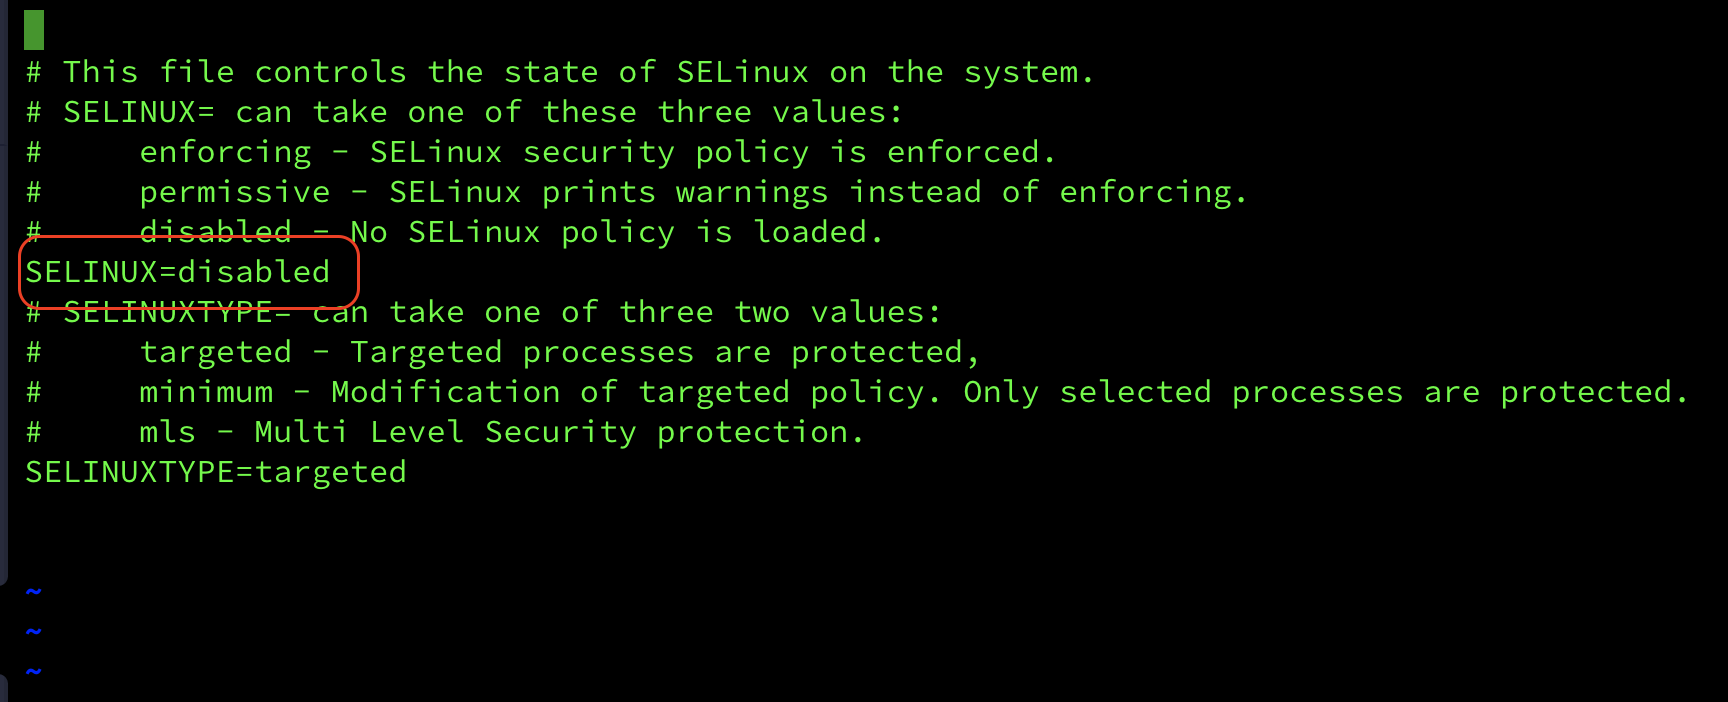 # This file controls the state of SELinux on the system.
# SELINUX= can take one of these three values:
#     enforcing - SELinux security policy is enforced.
#     permissive - SELinux prints warnings instead of enforcing.
#     disabled - No SELinux policy is loaded.
SELINUX=disabled
# SELINUXTYPE= can take one of three two values:
#     targeted - Targeted processes are protected,
#     minimum - Modification of targeted policy. Only selected processes are protected.
#     mls - Multi Level Security protection.
SELINUXTYPE=targeted
~
~
~